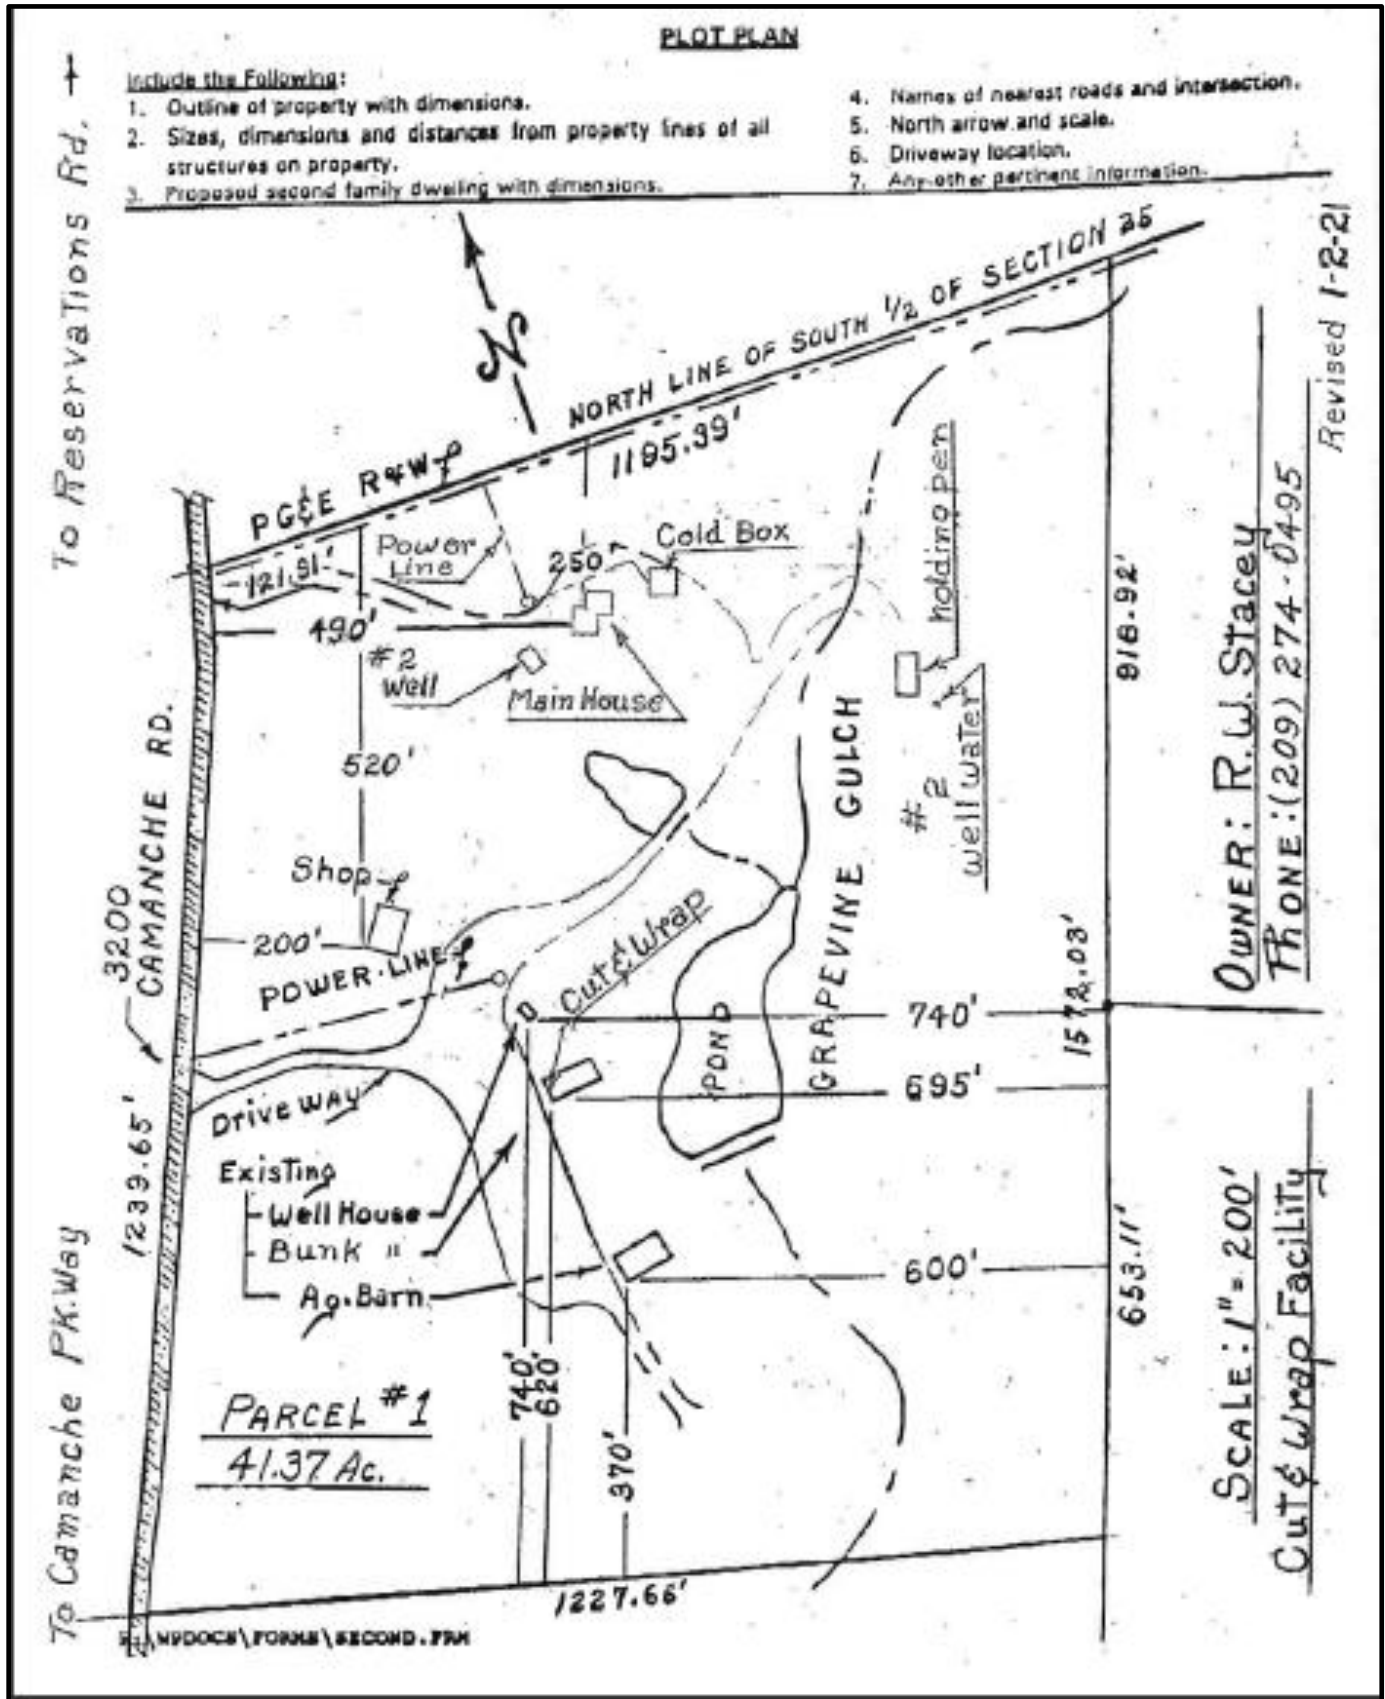 PLOT PLAN
Include the Following:
1. Outline of property with dimensions.
2. Sizes, dimensions and distances from property lines of all
structures on property.
3. Proposed second family dwelling with dimensions.
4. Names of nearest roads and intersection.
5. North arrow and scale.
6. Driveway location.
7. Any other pertinent information.
To Reservations Rd.
N
NORTH LINE OF SOUTH 1/2 OF SECTION 35
PG&E R&W
1195.39'
121.91'
Power
Line
250'
Cold Box
490'
#2
Well
Main House
holding pen
#2
well water
520'
918.92'
3200
CAMANCHE RD.
Shop
200'
POWER LINE
Cut & Wrap
GRAPEVINE GULCH
POND
740'
695'
1572.03'
Drive WAY
1239.65'
Existing
Well House
Bunk "
Ag. Barn
600'
653.11'
740'
620'
370'
PARCEL #1
41.37 Ac.
1227.66'
To Camanche PK.Way
\WPDOCS\FORMS\SECOND.FRM
Revised 1-2-21
OWNER: R.W. Stacey
PhONE:(209) 274-0495
SCALE: 1"= 200'
Cut & Wrap Facility